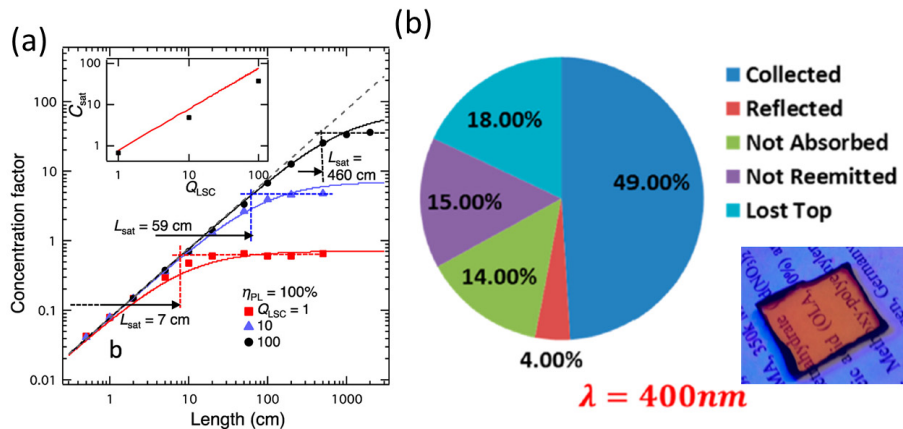 (a)
C_sat
100
10
1
1
10
100
Q_LSC
Concentration factor
100
10
1
0.1
0.01
L_sat =
460 cm
L_sat = 59 cm
L_sat = 7 cm
η_PL = 100%
Q_LSC = 1
10
100
b
1
10
100
1000
Length (cm)
(b)
18.00%
15.00%
14.00%
4.00%
49.00%
Collected
Reflected
Not Absorbed
Not Reemitted
Lost Top
λ = 400nm